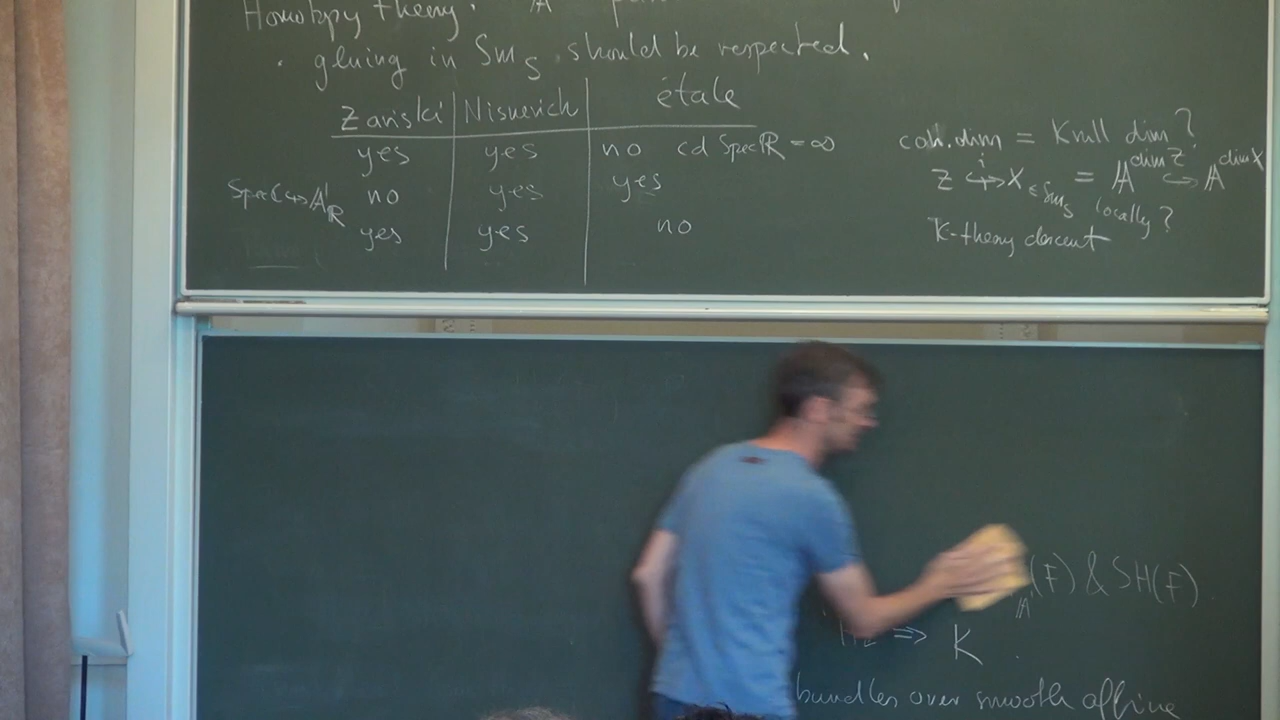 Homotopy theory.
· gluing in Sm_S should be respected.
Zariski | Nisnevich | étale
yes | yes | no cd Spec ℝ = ∞ coh.dim = Krull dim?
Spec ℂ ↪ 𝔸¹_ℝ no | yes | yes Z ↪^i X ∈ Sm_S = 𝔸^{dim Z} ↪ 𝔸^{dim X} locally?
yes | yes | no K-theory descent
(F) & SH(F).
⇒ K
bundles over smooth affine